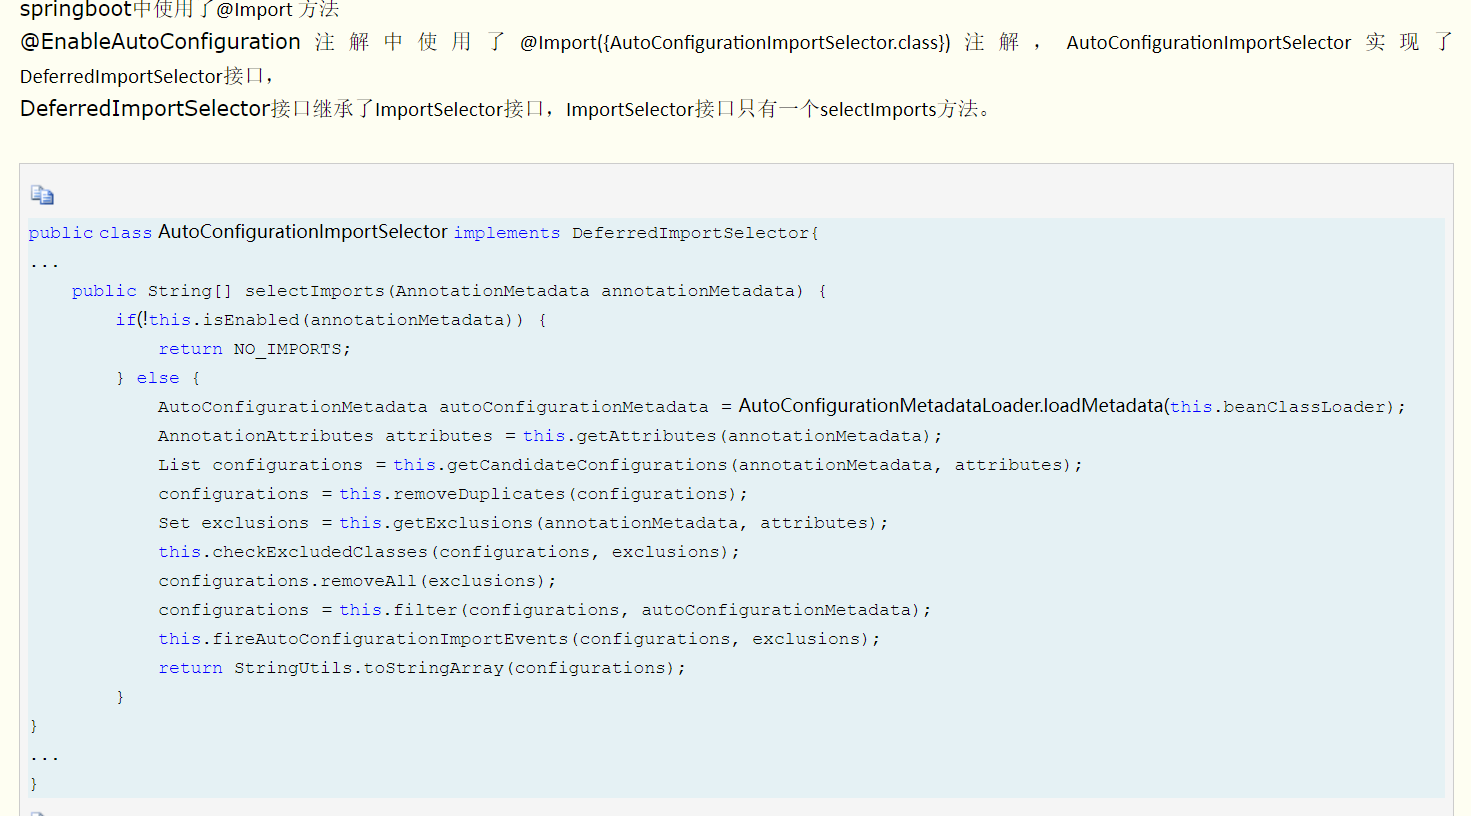 springboot中使用了@Import 方法
@EnableAutoConfiguration 注解中使用了 @Import({AutoConfigurationImportSelector.class}) 注解， AutoConfigurationImportSelector 实现了
DeferredImportSelector接口，
DeferredImportSelector接口继承了ImportSelector接口，ImportSelector接口只有一个selectImports方法。
public class AutoConfigurationImportSelector implements DeferredImportSelector{
...
    public String[] selectImports(AnnotationMetadata annotationMetadata) {
        if(!this.isEnabled(annotationMetadata)) {
            return NO_IMPORTS;
        } else {
            AutoConfigurationMetadata autoConfigurationMetadata = AutoConfigurationMetadataLoader.loadMetadata(this.beanClassLoader);
            AnnotationAttributes attributes = this.getAttributes(annotationMetadata);
            List configurations = this.getCandidateConfigurations(annotationMetadata, attributes);
            configurations = this.removeDuplicates(configurations);
            Set exclusions = this.getExclusions(annotationMetadata, attributes);
            this.checkExcludedClasses(configurations, exclusions);
            configurations.removeAll(exclusions);
            configurations = this.filter(configurations, autoConfigurationMetadata);
            this.fireAutoConfigurationImportEvents(configurations, exclusions);
            return StringUtils.toStringArray(configurations);
        }
}
...
}